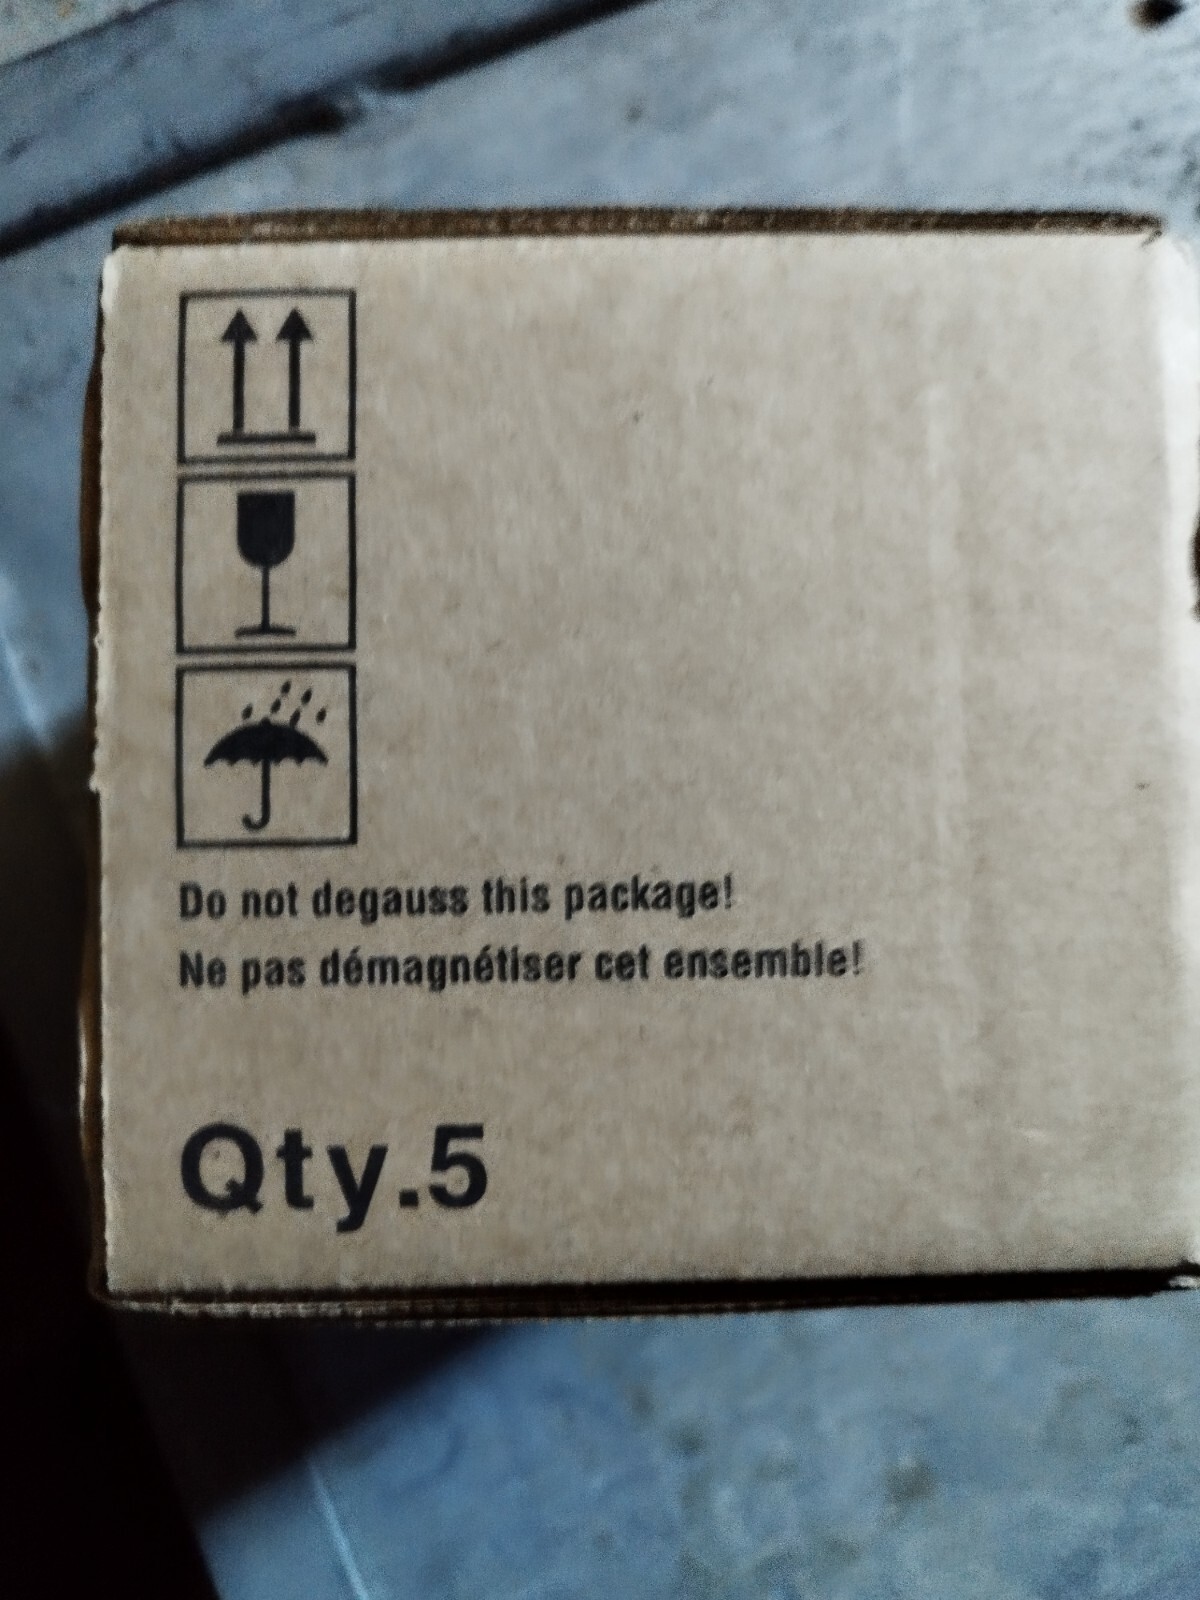 Do not degauss this package!
Ne pas démagnétiser cet ensemble!
Qty.5